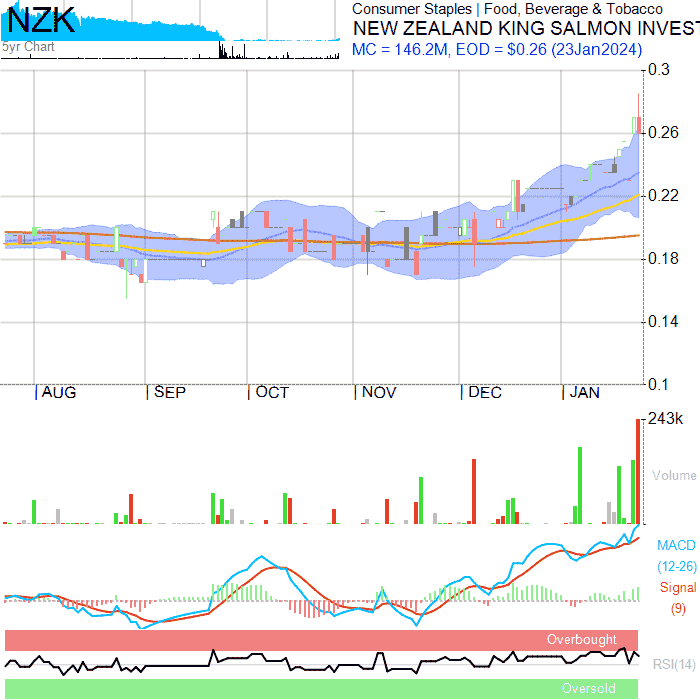 NZK
Consumer Staples | Food, Beverage & Tobacco
NEW ZEALAND KING SALMON INVEST
MC = 146.2M, EOD = $0.26 (23Jan2024)
5yr Chart
0.3
0.26
0.22
0.18
0.14
0.1
AUG SEP OCT NOV DEC JAN
243k
Volume
MACD
(12-26)
Signal
(9)
Overbought
RSI(14)
Oversold